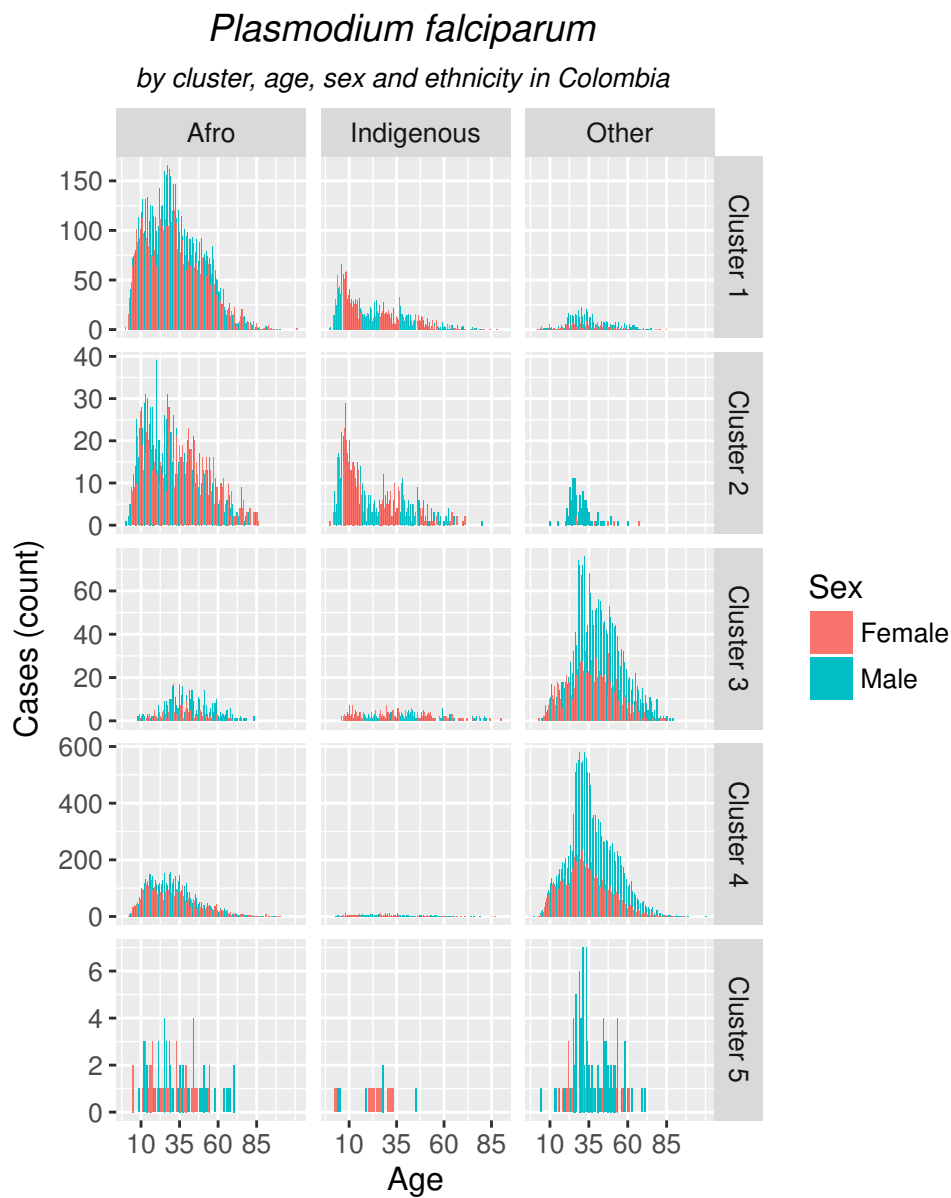 Plasmodium falciparum
by cluster, age, sex and ethnicity in Colombia
Afro Indigenous Other
150
100
50
0
Cluster 1
40
30
20
10
0
Cluster 2
60
40
20
0
Cluster 3
600
400
200
0
Cluster 4
6
4
2
0
Cluster 5
10 35 60 85 10 35 60 85 10 35 60 85
Age
Cases (count)
Sex
Female
Male